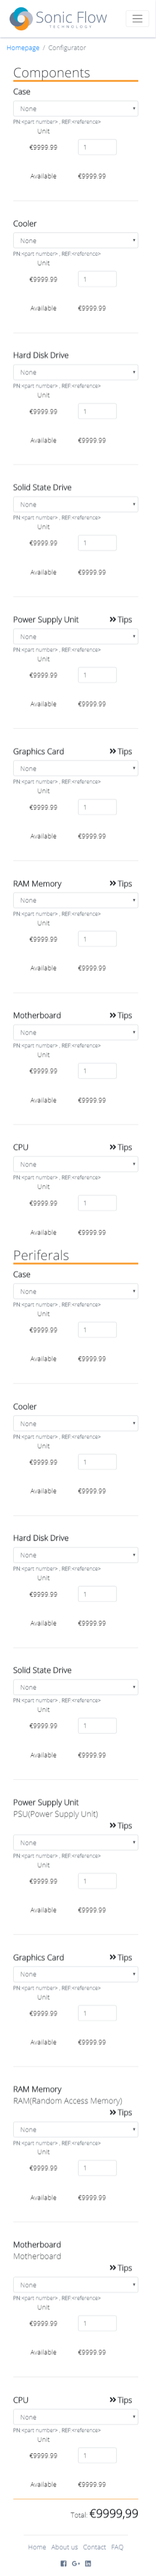 Sonic Flow
TECHNOLOGY
Homepage / Configurator
Components
Case
None
PN:<part number> , REF:<reference>
Unit
€9999.99 1
Available €9999.99
Cooler
None
PN:<part number> , REF:<reference>
Unit
€9999.99 1
Available €9999.99
Hard Disk Drive
None
PN:<part number> , REF:<reference>
Unit
€9999.99 1
Available €9999.99
Solid State Drive
None
PN:<part number> , REF:<reference>
Unit
€9999.99 1
Available €9999.99
Power Supply Unit Tips
None
PN:<part number> , REF:<reference>
Unit
€9999.99 1
Available €9999.99
Graphics Card Tips
None
PN:<part number> , REF:<reference>
Unit
€9999.99 1
Available €9999.99
RAM Memory Tips
None
PN:<part number> , REF:<reference>
Unit
€9999.99 1
Available €9999.99
Motherboard Tips
None
PN:<part number> , REF:<reference>
Unit
€9999.99 1
Available €9999.99
CPU Tips
None
PN:<part number> , REF:<reference>
Unit
€9999.99 1
Available €9999.99
Periferals
Case
None
PN:<part number> , REF:<reference>
Unit
€9999.99 1
Available €9999.99
Cooler
None
PN:<part number> , REF:<reference>
Unit
€9999.99 1
Available €9999.99
Hard Disk Drive
None
PN:<part number> , REF:<reference>
Unit
€9999.99 1
Available €9999.99
Solid State Drive
None
PN:<part number> , REF:<reference>
Unit
€9999.99 1
Available €9999.99
Power Supply Unit
PSU(Power Supply Unit)
Tips
None
PN:<part number> , REF:<reference>
Unit
€9999.99 1
Available €9999.99
Graphics Card Tips
None
PN:<part number> , REF:<reference>
Unit
€9999.99 1
Available €9999.99
RAM Memory
RAM(Random Access Memory)
Tips
None
PN:<part number> , REF:<reference>
Unit
€9999.99 1
Available €9999.99
Motherboard
Motherboard
Tips
None
PN:<part number> , REF:<reference>
Unit
€9999.99 1
Available €9999.99
CPU Tips
None
PN:<part number> , REF:<reference>
Unit
€9999.99 1
Available €9999.99
Total: €9999,99
Home About us Contact FAQ